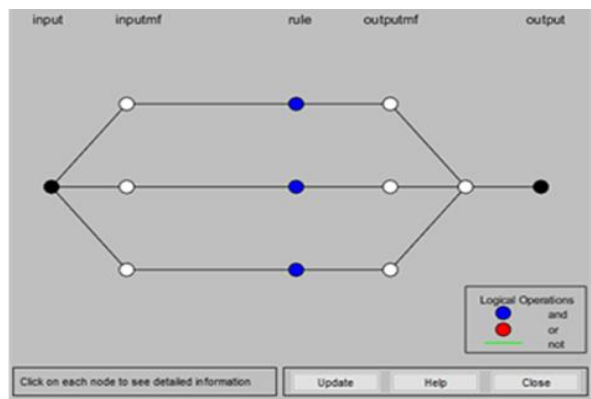 input inputmf rule outputmf output
Logical Operations
and
or
not
Click on each node to see detailed information
Update Help Close